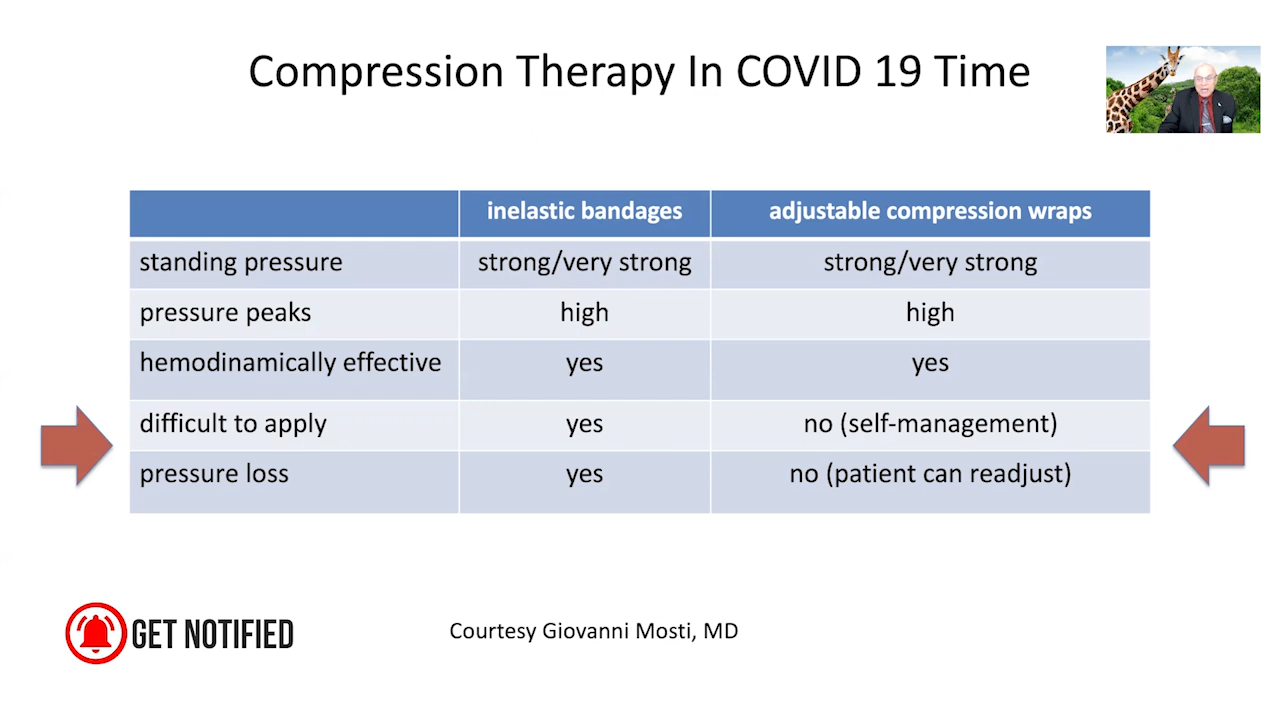 Compression Therapy In COVID 19 Time
inelastic bandages adjustable compression wraps
standing pressure strong/very strong strong/very strong
pressure peaks high high
hemodinamically effective yes yes
difficult to apply yes no (self-management)
pressure loss yes no (patient can readjust)
GET NOTIFIED
Courtesy Giovanni Mosti, MD